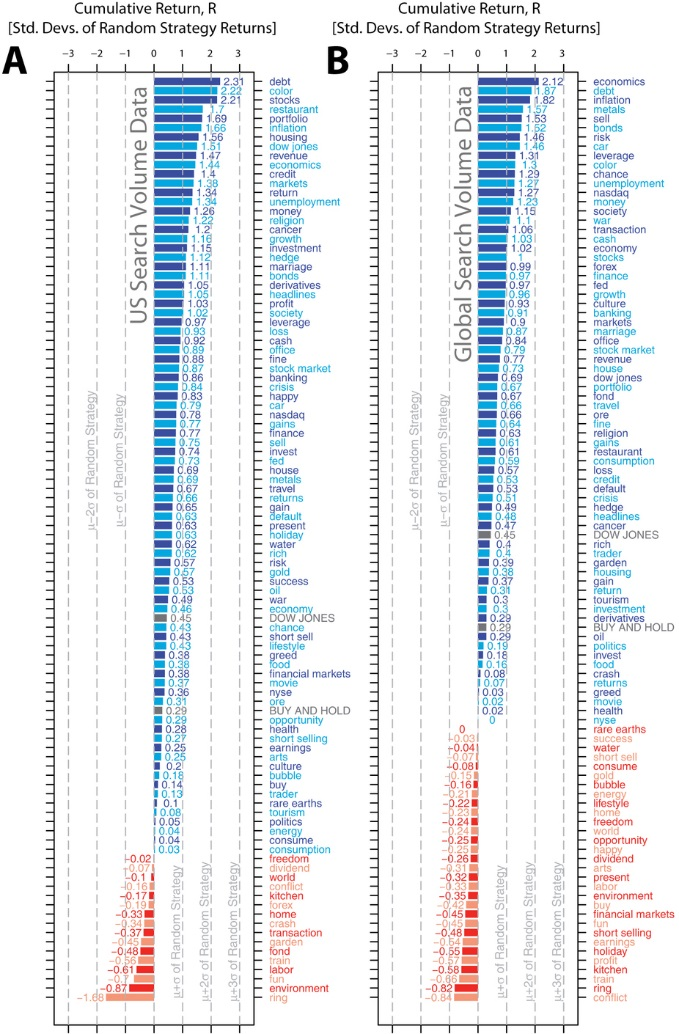 Cumulative Return, R
[Std. Devs. of Random Strategy Returns]
A
−3 −2 −1 0 1 2 3
US Search Volume Data
μ−2σ of Random Strategy
μ−σ of Random Strategy
μ+σ of Random Strategy
μ+2σ of Random Strategy
μ+3σ of Random Strategy
2.31 debt
2.22 color
2.21 stocks
1.7 restaurant
1.69 portfolio
1.66 inflation
1.56 housing
1.51 dow jones
1.47 revenue
1.44 economics
1.4 credit
1.38 markets
1.34 return
1.34 unemployment
1.26 money
1.22 religion
1.2 cancer
1.16 growth
1.15 investment
1.12 hedge
1.11 marriage
1.11 bonds
1.05 derivatives
1.05 headlines
1.03 profit
1.02 society
0.97 leverage
0.93 loss
0.92 cash
0.89 office
0.88 fine
0.87 stock market
0.86 banking
0.84 crisis
0.83 happy
0.79 car
0.78 nasdaq
0.77 gains
0.77 finance
0.75 sell
0.74 invest
0.73 fed
0.69 house
0.69 metals
0.67 travel
0.66 returns
0.65 gain
0.63 default
0.63 present
0.63 holiday
0.62 water
0.62 rich
0.57 risk
0.57 gold
0.53 success
0.53 oil
0.49 war
0.46 economy
0.45 DOW JONES
0.43 chance
0.43 short sell
0.43 lifestyle
0.38 greed
0.38 food
0.38 financial markets
0.37 movie
0.36 nyse
0.31 ore
0.29 BUY AND HOLD
0.29 opportunity
0.28 health
0.27 short selling
0.25 earnings
0.25 arts
0.2 culture
0.18 bubble
0.14 buy
0.13 trader
0.1 rare earths
0.08 tourism
0.05 politics
0.04 energy
0.04 consume
0.03 consumption
−0.02 freedom
−0.07 dividend
−0.1 world
−0.16 conflict
−0.17 kitchen
−0.19 forex
−0.33 home
−0.34 crash
−0.37 transaction
−0.45 garden
−0.48 fond
−0.56 train
−0.61 labor
−0.7 fun
−0.87 environment
−1.68 ring
Cumulative Return, R
[Std. Devs. of Random Strategy Returns]
B
−3 −2 −1 0 1 2 3
Global Search Volume Data
μ−2σ of Random Strategy
μ−σ of Random Strategy
μ+σ of Random Strategy
μ+2σ of Random Strategy
μ+3σ of Random Strategy
2.12 economics
1.87 debt
1.82 inflation
1.57 metals
1.53 sell
1.52 bonds
1.46 risk
1.46 car
1.31 leverage
1.3 color
1.29 chance
1.27 unemployment
1.27 nasdaq
1.23 money
1.15 society
1.1 war
1.06 transaction
1.03 cash
1.02 economy
1 stocks
0.99 forex
0.97 finance
0.97 fed
0.96 growth
0.93 culture
0.91 banking
0.9 markets
0.87 marriage
0.84 office
0.79 stock market
0.77 revenue
0.73 house
0.69 dow jones
0.67 portfolio
0.67 fond
0.66 travel
0.66 ore
0.64 fine
0.63 religion
0.61 gains
0.61 restaurant
0.59 consumption
0.57 loss
0.53 credit
0.53 default
0.51 crisis
0.49 hedge
0.48 headlines
0.47 cancer
0.45 DOW JONES
0.4 rich
0.4 trader
0.39 garden
0.38 housing
0.37 gain
0.31 return
0.3 tourism
0.3 investment
0.29 derivatives
0.29 BUY AND HOLD
0.29 oil
0.19 politics
0.18 invest
0.16 food
0.08 crash
0.07 returns
0.03 greed
0.02 movie
0.02 health
0 nyse
0 rare earths
−0.03 success
−0.04 water
−0.07 short sell
−0.08 consume
−0.15 gold
−0.16 bubble
−0.21 energy
−0.22 lifestyle
−0.23 home
−0.24 freedom
−0.24 world
−0.25 opportunity
−0.25 happy
−0.26 dividend
−0.31 arts
−0.32 present
−0.33 labor
−0.35 environment
−0.42 buy
−0.45 financial markets
−0.45 fun
−0.48 short selling
−0.54 earnings
−0.55 holiday
−0.57 profit
−0.58 kitchen
−0.66 train
−0.82 ring
−0.84 conflict